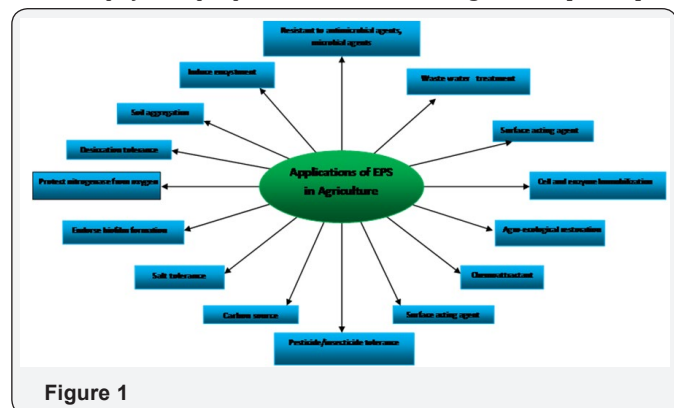 Resistant to antimicrobial agents,
microbial agents
Induce encystment
Waste water treatment
Soil aggregation
Surface acting agent
Desiccation tolerance
Applications of EPS
in Agriculture
Protest nitrogenase from oxygen
Cell and enzyme immobilization
Endorse biofilm formation
Agro-ecological restoration
Salt tolerance
Chemoattractant
Carbon source
Surface acting agent
Pesticide/insecticide tolerance
Figure 1